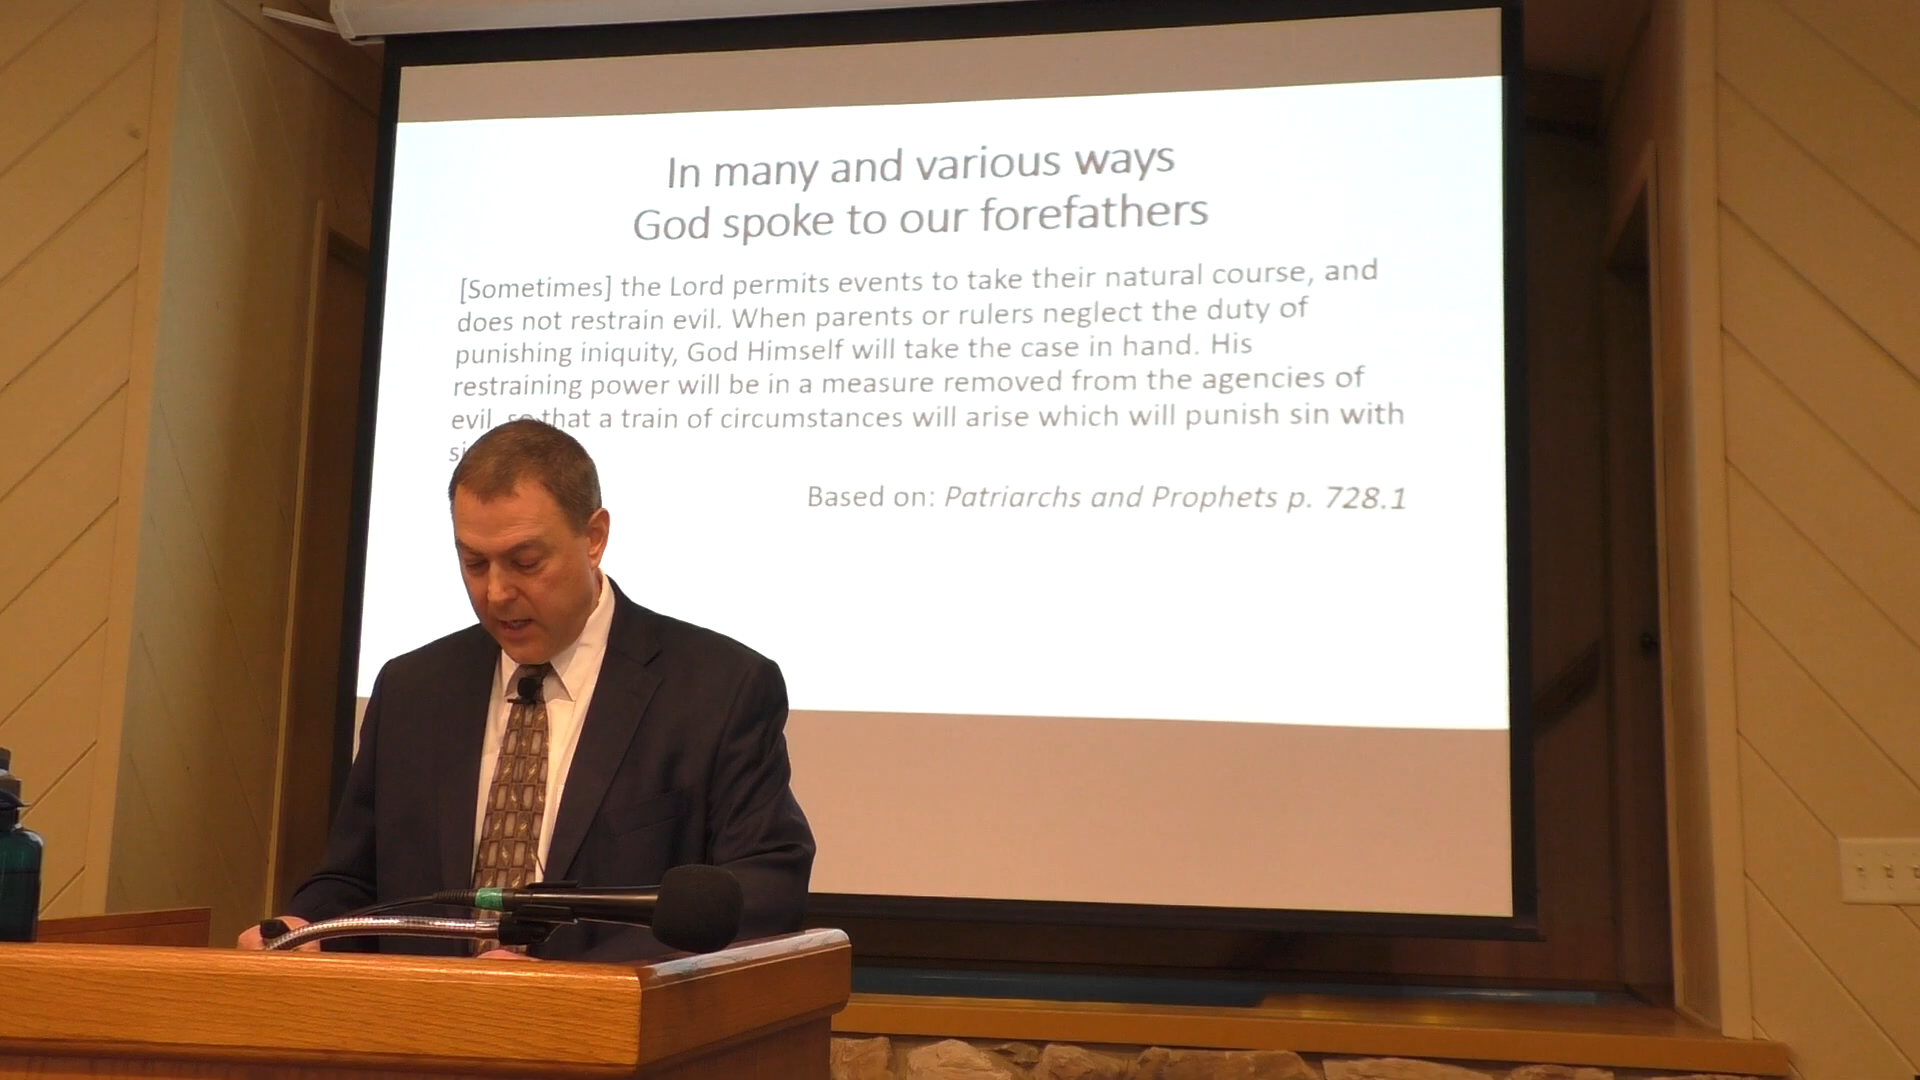 In many and various ways
God spoke to our forefathers
[Sometimes] the Lord permits events to take their natural course, and
does not restrain evil. When parents or rulers neglect the duty of
punishing iniquity, God Himself will take the case in hand. His
restraining power will be in a measure removed from the agencies of
evil, so that a train of circumstances will arise which will punish sin with
Based on: Patriarchs and Prophets p. 728.1